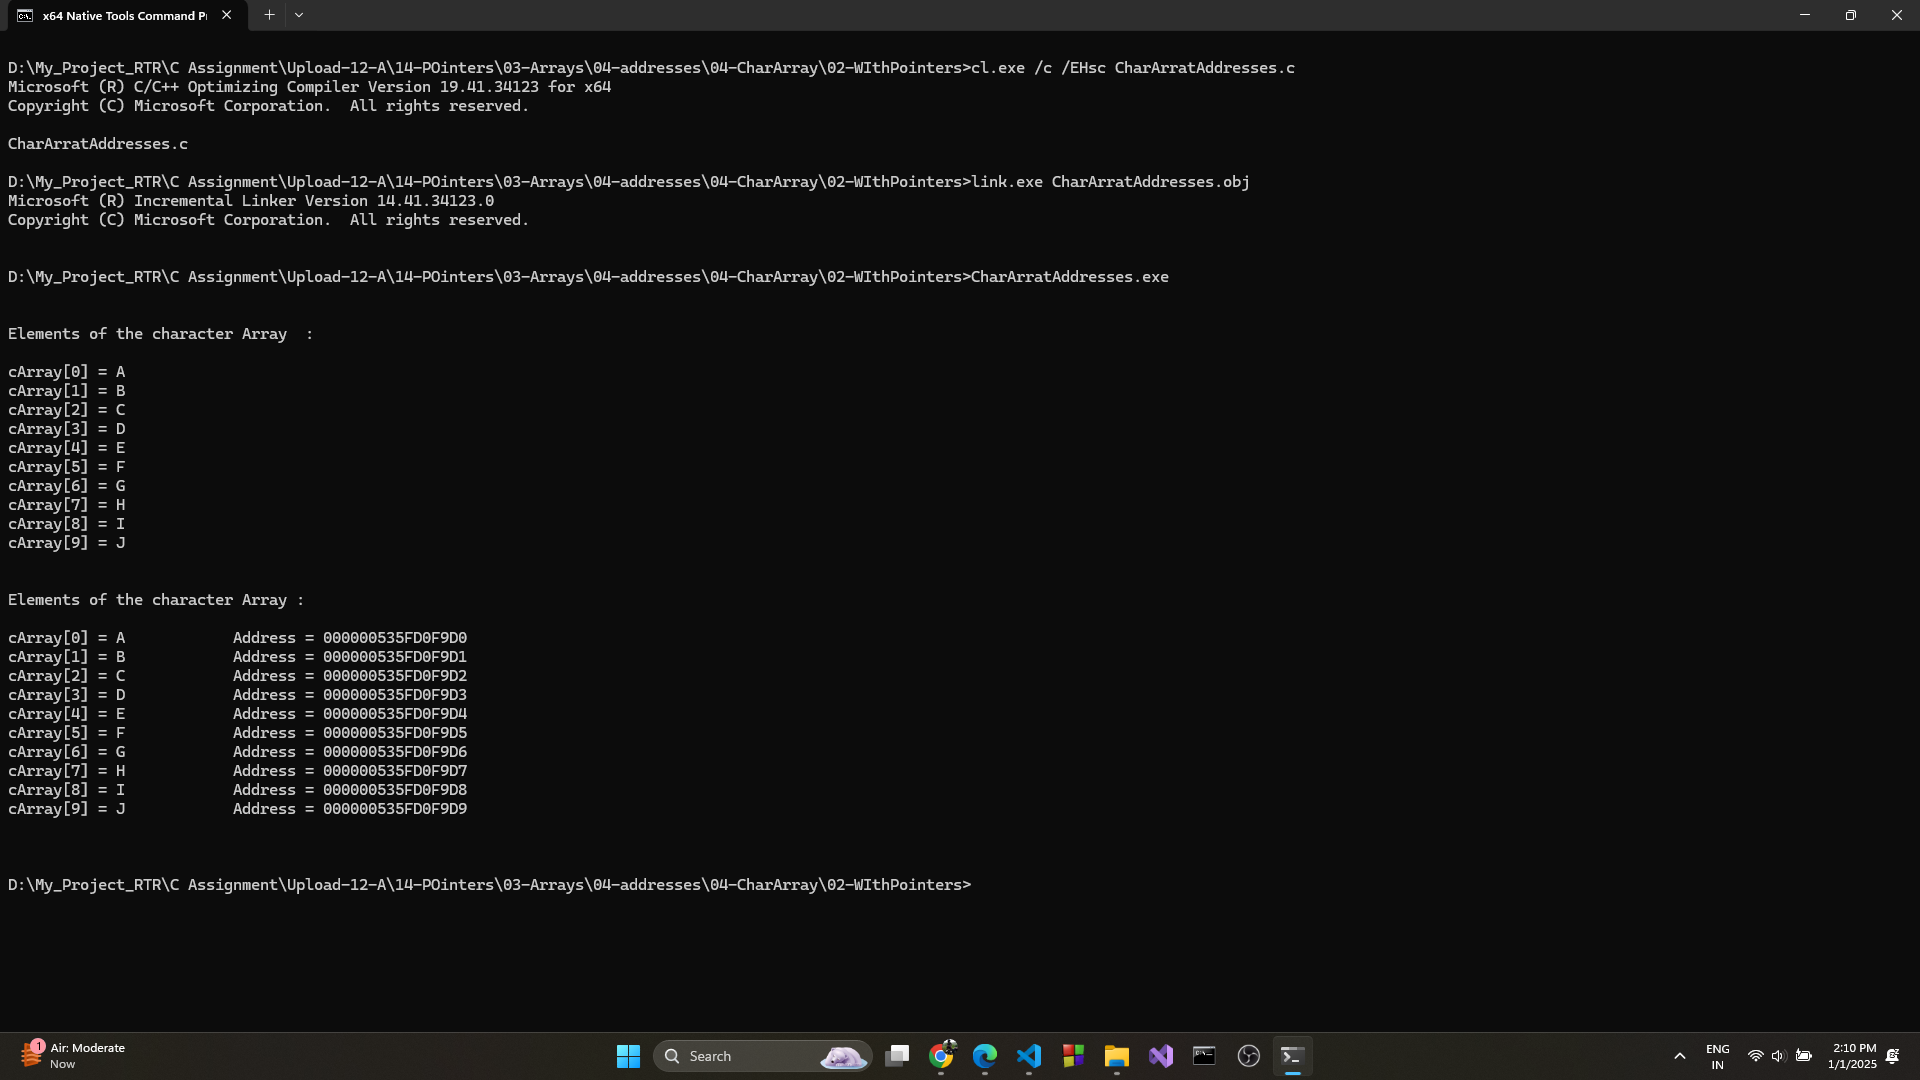 x64 Native Tools Command Pr
D:\My_Project_RTR\C Assignment\Upload-12-A\14-POinters\03-Arrays\04-addresses\04-CharArray\02-WIthPointers>cl.exe /c /EHsc CharArratAddresses.c
Microsoft (R) C/C++ Optimizing Compiler Version 19.41.34123 for x64
Copyright (C) Microsoft Corporation.  All rights reserved.
CharArratAddresses.c
D:\My_Project_RTR\C Assignment\Upload-12-A\14-POinters\03-Arrays\04-addresses\04-CharArray\02-WIthPointers>link.exe CharArratAddresses.obj
Microsoft (R) Incremental Linker Version 14.41.34123.0
Copyright (C) Microsoft Corporation.  All rights reserved.
D:\My_Project_RTR\C Assignment\Upload-12-A\14-POinters\03-Arrays\04-addresses\04-CharArray\02-WIthPointers>CharArratAddresses.exe
Elements of the character Array  :
cArray[0] = A
cArray[1] = B
cArray[2] = C
cArray[3] = D
cArray[4] = E
cArray[5] = F
cArray[6] = G
cArray[7] = H
cArray[8] = I
cArray[9] = J
Elements of the character Array :
cArray[0] = A            Address = 000000535FD0F9D0
cArray[1] = B            Address = 000000535FD0F9D1
cArray[2] = C            Address = 000000535FD0F9D2
cArray[3] = D            Address = 000000535FD0F9D3
cArray[4] = E            Address = 000000535FD0F9D4
cArray[5] = F            Address = 000000535FD0F9D5
cArray[6] = G            Address = 000000535FD0F9D6
cArray[7] = H            Address = 000000535FD0F9D7
cArray[8] = I            Address = 000000535FD0F9D8
cArray[9] = J            Address = 000000535FD0F9D9
D:\My_Project_RTR\C Assignment\Upload-12-A\14-POinters\03-Arrays\04-addresses\04-CharArray\02-WIthPointers>
1
Air: Moderate
Now
Search
ENG
IN
2:10 PM
1/1/2025